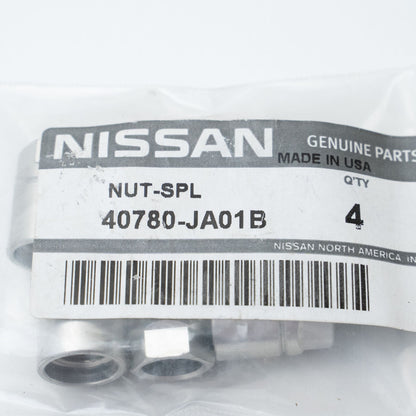 NISSAN
GENUINE PARTS
MADE IN USA
NUT-SPL
Q'TY
40780-JA01B
4
NISSAN NORTH AMERICA, IN